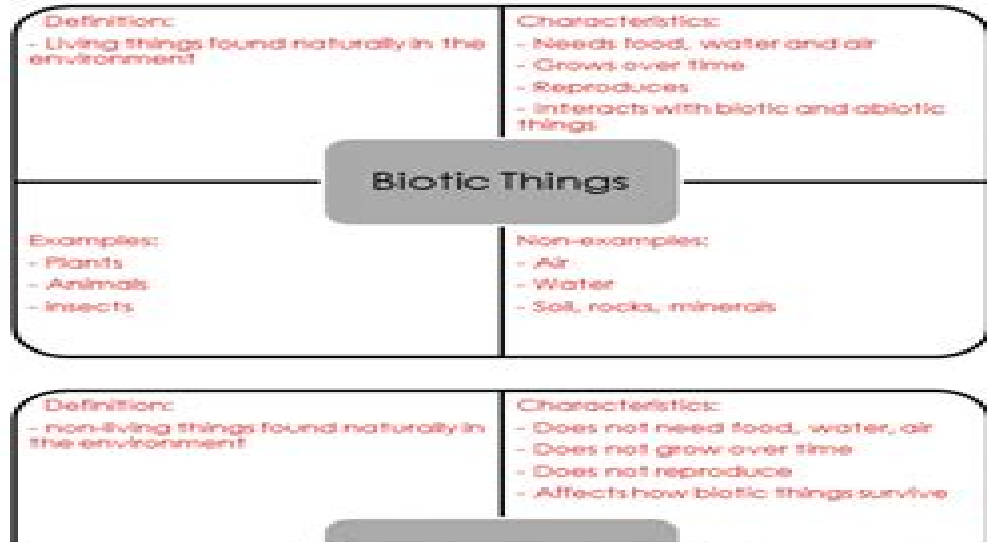 Definition:
- Living things found naturally in the
environment
Characteristics:
- Needs food, water and air
- Grows over time
- Reproduces
- Interacts with biotic and abiotic
things
Biotic Things
Examples:
- Plants
- Animals
- Insects
Non-examples:
- Air
- Water
- Soil, rocks, minerals
Definition:
- non-living things found naturally in
the environment
Characteristics:
- Does not need food, water, air
- Does not grow over time
- Does not reproduce
- Affects how biotic things survive